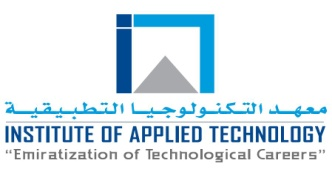 معهد التكنولوجيا التطبيقية
INSTITUTE OF APPLIED TECHNOLOGY
“Emiratization of Technological Careers”